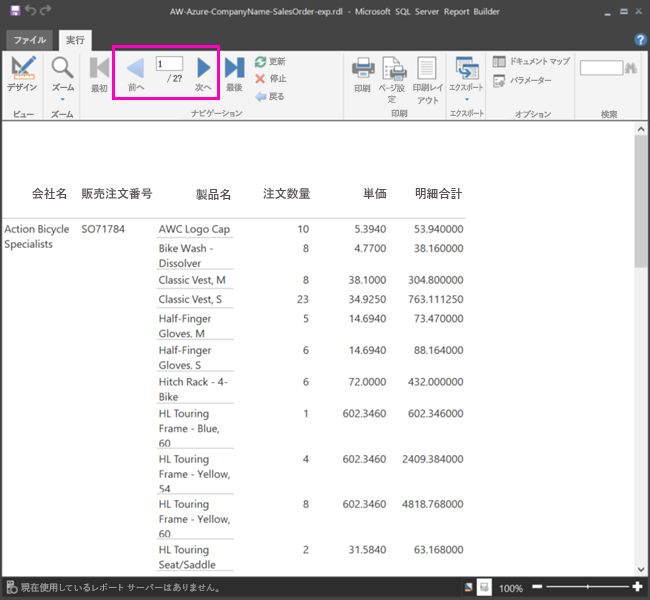 AW-Azure-CompanyName-SalesOrder-exp.rdl - Microsoft SQL Server Report Builder
ファイル 実行
デザイン ズーム 最初 前へ 1 / 2? 次へ 最後 更新 停止 戻る 印刷 ページ設定 印刷レイアウト エクスポート ドキュメント マップ パラメーター
ビュー ズーム ナビゲーション 印刷 エクスポート オプション 検索
会社名 販売注文番号 製品名 注文数量 単価 明細合計
Action Bicycle SO71784 AWC Logo Cap 10 5.3940 53.940000
Specialists Bike Wash - 8 4.7700 38.160000
Dissolver
Classic Vest, M 8 38.1000 304.800000
Classic Vest, S 23 34.9250 763.111250
Half-Finger 5 14.6940 73.470000
Gloves, M
Half-Finger 6 14.6940 88.164000
Gloves, S
Hitch Rack - 4- 6 72.0000 432.000000
Bike
HL Touring 1 602.3460 602.346000
Frame - Blue,
60
HL Touring 4 602.3460 2409.384000
Frame - Yellow,
54
HL Touring 8 602.3460 4818.768000
Frame - Yellow,
60
HL Touring 2 31.5840 63.168000
Seat/Saddle
現在使用しているレポート サーバーはありません。 100%